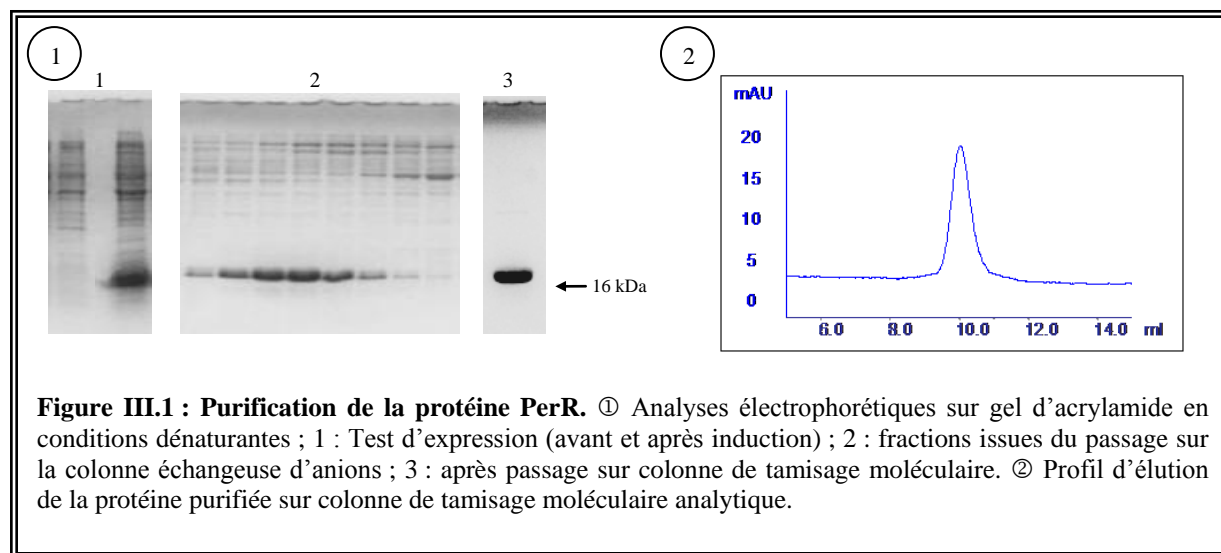 1
1 2 3
16 kDa
2
mAU
20
15
10
5
0
6.0 8.0 10.0 12.0 14.0 ml
Figure III.1 : Purification de la protéine PerR. ① Analyses électrophorétiques sur gel d’acrylamide en
conditions dénaturantes ; 1 : Test d’expression (avant et après induction) ; 2 : fractions issues du passage sur
la colonne échangeuse d’anions ; 3 : après passage sur colonne de tamisage moléculaire. ② Profil d’élution
de la protéine purifiée sur colonne de tamisage moléculaire analytique.